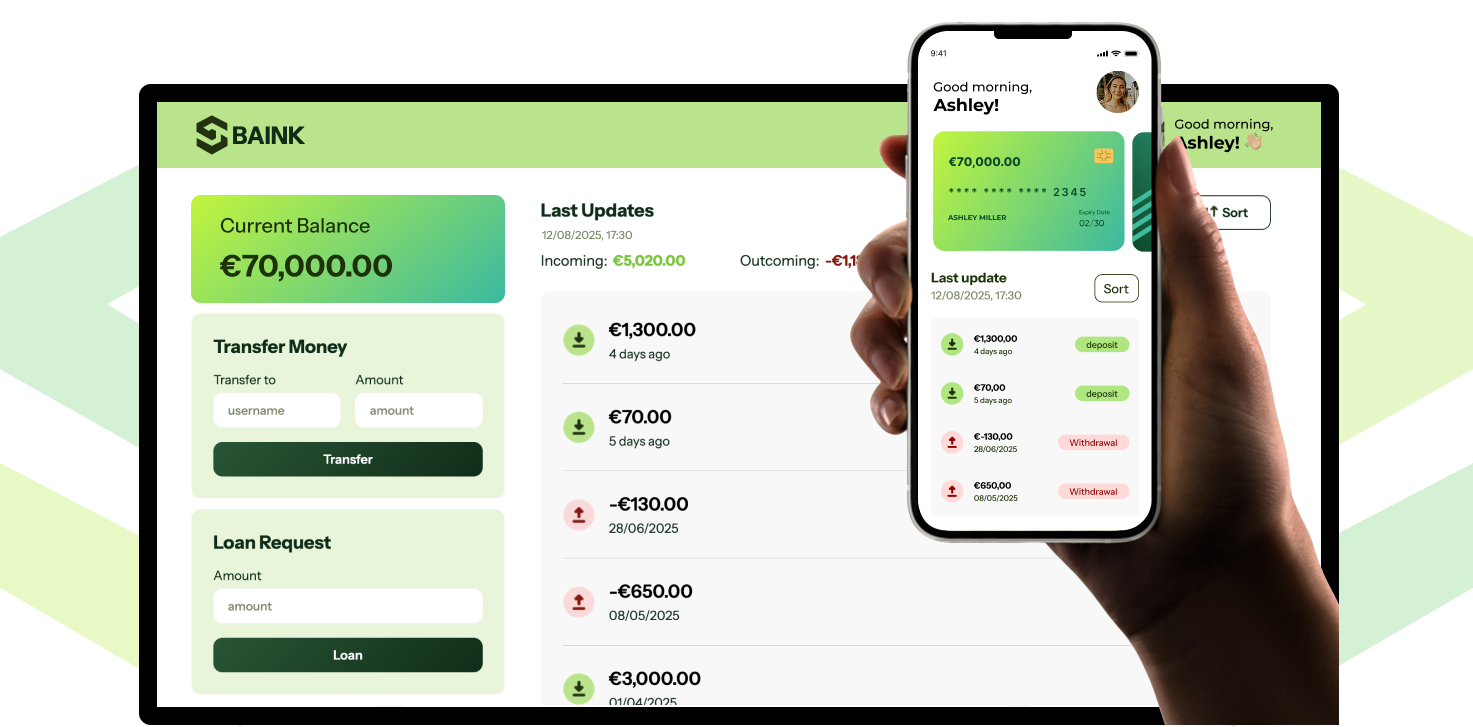 BAINK
Good morning,
Ashley! 👋🏼
Current Balance
€70,000.00
Transfer Money
Transfer to
Amount
username
amount
Transfer
Loan Request
Amount
amount
Loan
Last Updates
12/08/2025, 17:30
Incoming: €5,020.00
Outcoming:
Sort
€1,300.00
4 days ago
€70.00
5 days ago
-€130.00
28/06/2025
-€650.00
08/05/2025
€3,000.00
01/04/2025
9:41
Good morning,
Ashley!
€70,000.00
**** **** **** 2345
ASHLEY MILLER
Expiry Date
02/30
Last update
12/08/2025, 17:30
Sort
€1,300,00
4 days ago
deposit
€70,00
5 days ago
deposit
€-130,00
28/06/2025
Withdrawal
€650,00
08/05/2025
Withdrawal